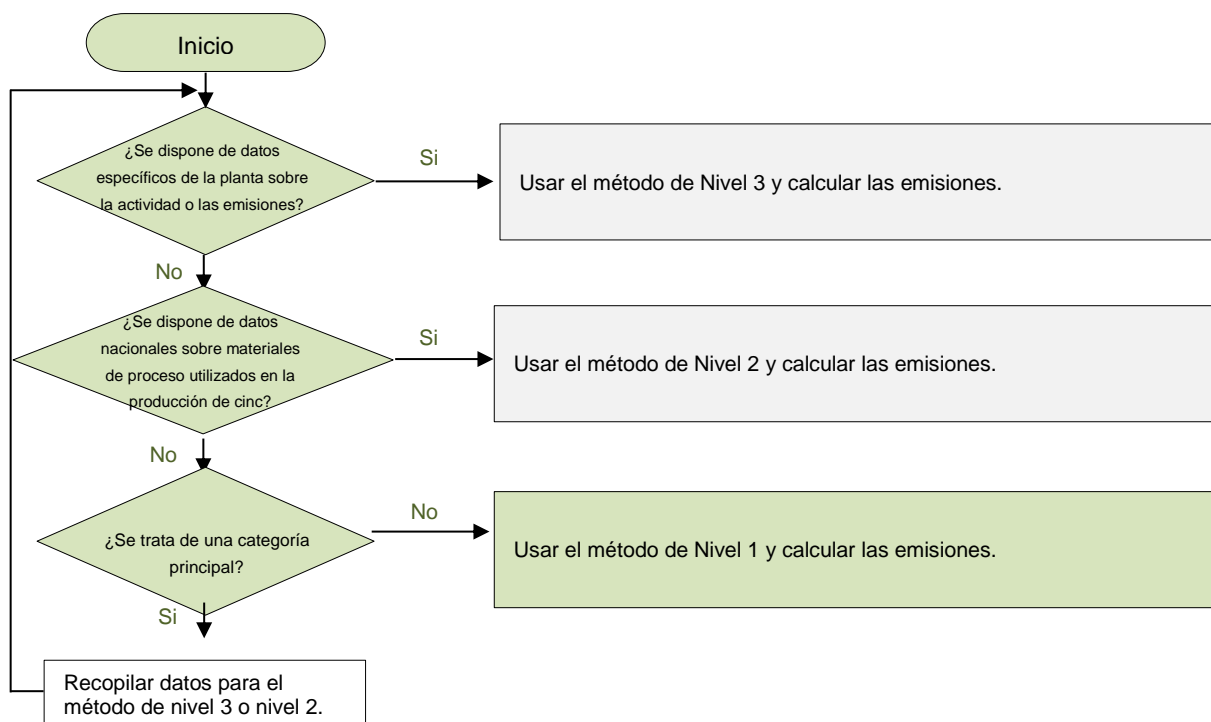 Inicio
¿Se dispone de datos
específicos de la planta sobre
la actividad o las emisiones?
Si
Usar el método de Nivel 3 y calcular las emisiones.
No
¿Se dispone de datos
nacionales sobre materiales
de proceso utilizados en la
producción de cinc?
Si
Usar el método de Nivel 2 y calcular las emisiones.
No
¿Se trata de una categoría
principal?
No
Usar el método de Nivel 1 y calcular las emisiones.
Si
Recopilar datos para el
método de nivel 3 o nivel 2.